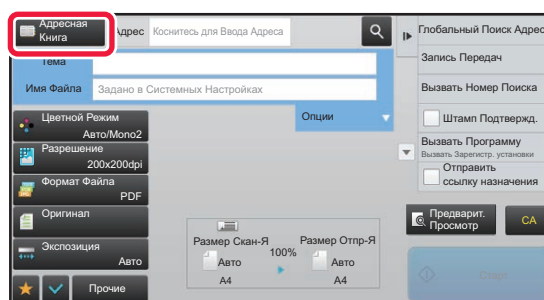 Адресная
Книга
Адрес
Коснитесь для Ввода Адреса
Тема
Имя Файла
Задано в Системных Настройках
Опции
Цветной Режим
Авто/Mono2
Разрешение
200x200dpi
Формат Файла
PDF
Оригинал
Экспозиция
Авто
Прочие
Размер Скан-Я
Авто
A4
100%
Размер Отпр-Я
Авто
A4
Глобальный Поиск Адрес
Запись Передач
Вызвать Номер Поиска
Штамп Подтвержд.
Вызвать Программу
Вызвать Зарегистр. установки
Отправить
ссылку назначения
Предварит.
Просмотр
CA
Старт